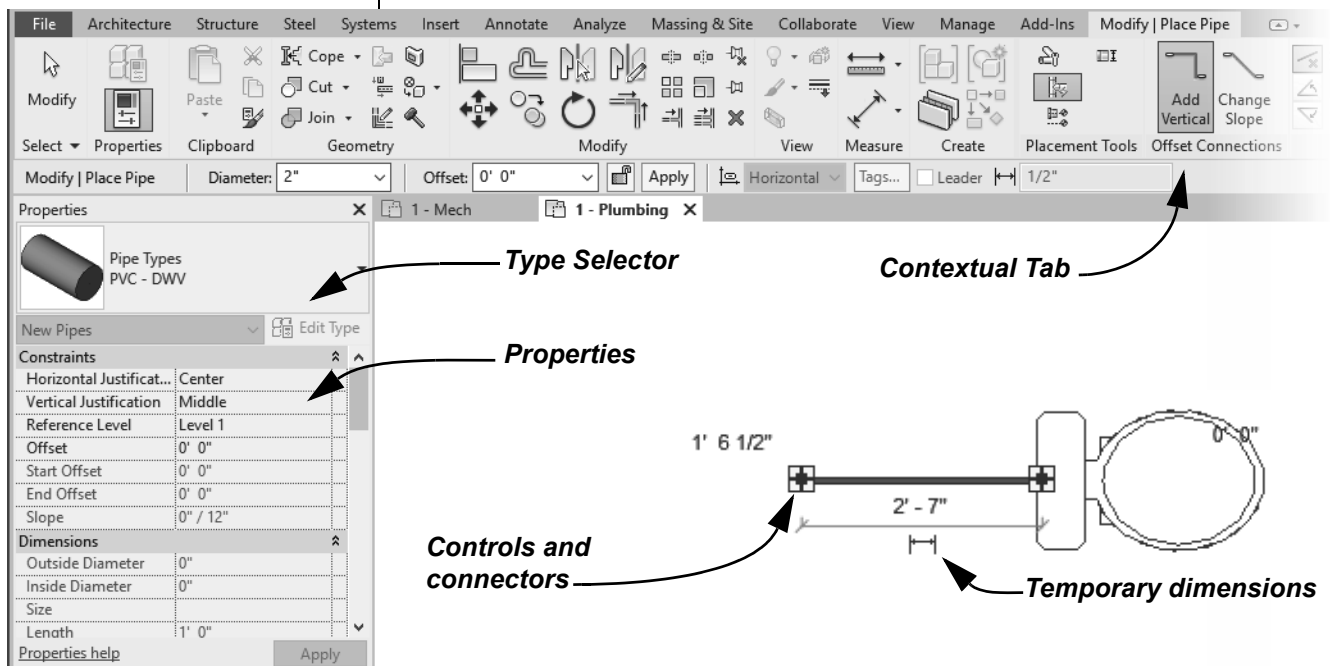 File Architecture Structure Steel Systems Insert Annotate Analyze Massing & Site Collaborate View Manage Add-Ins Modify | Place Pipe
Modify
Paste
Cope
Cut
Join
Add Vertical
Change Slope
Select Properties Clipboard Geometry Modify View Measure Create Placement Tools Offset Connections
Modify | Place Pipe Diameter: 2" Offset: 0' 0" Apply Horizontal Tags... Leader 1/2"
Properties X
1 - Mech 1 - Plumbing X
Pipe Types
PVC - DWV
Type Selector
Contextual Tab
New Pipes Edit Type
Constraints
Horizontal Justificat... Center
Vertical Justification Middle
Reference Level Level 1
Offset 0' 0"
Start Offset 0' 0"
End Offset 0' 0"
Slope 0" / 12"
Dimensions
Outside Diameter 0"
Inside Diameter 0"
Size
Length 1' 0"
Properties help Apply
Properties
1' 6 1/2"
0' 0"
2' - 7"
Controls and
connectors
Temporary dimensions